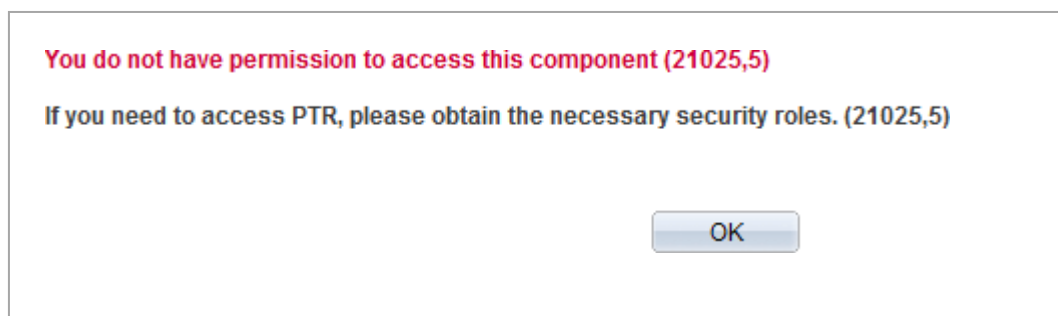 You do not have permission to access this component (21025,5)
If you need to access PTR, please obtain the necessary security roles. (21025,5)
OK